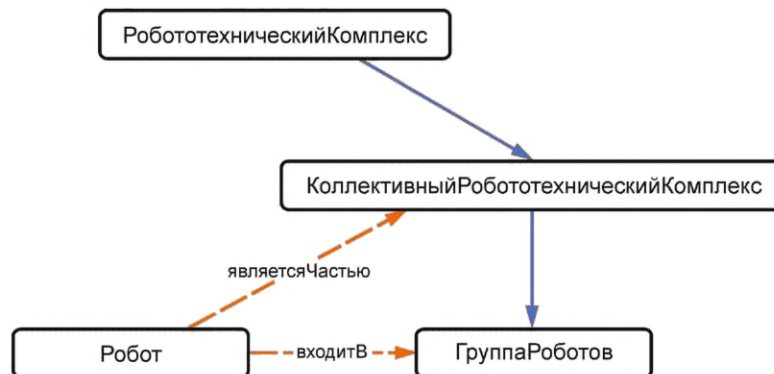 РобототехническийКомплекс
КоллективныйРобототехническийКомплекс
являетсяЧастью
Робот
входитВ
ГруппаРоботов